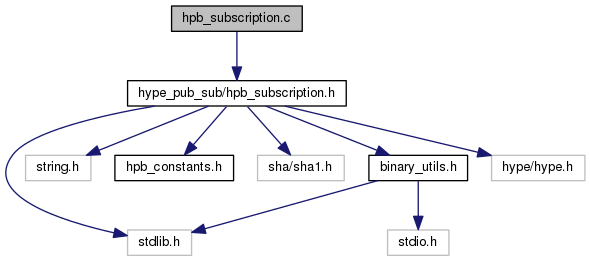 hpb_subscription.c
hype_pub_sub/hpb_subscription.h
string.h
hpb_constants.h
sha/sha1.h
binary_utils.h
hype/hype.h
stdlib.h
stdio.h